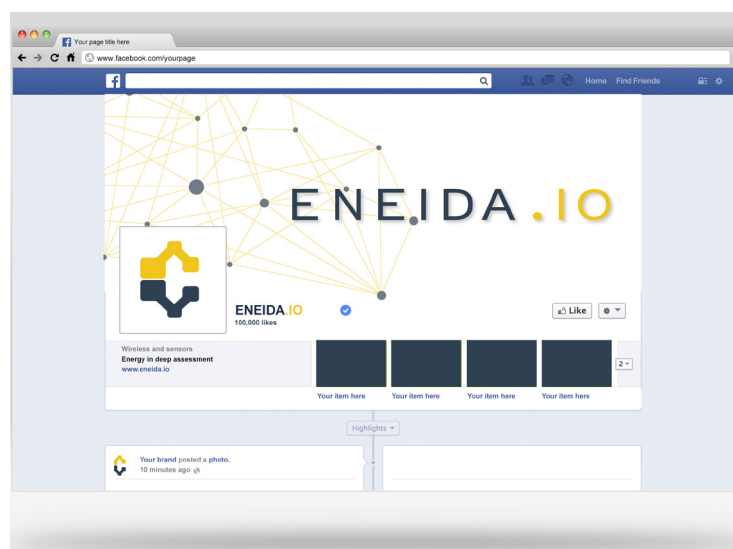 Your page title here
www.facebook.com/yourpage
f
Home Find Friends
ENEIDA.IO
ENEIDA.IO
100,000 likes
Like
Wireless and sensors
Energy in deep assessment
www.eneida.io
2
Your item here Your item here Your item here Your item here
Highlights
Your brand posted a photo.
10 minutes ago